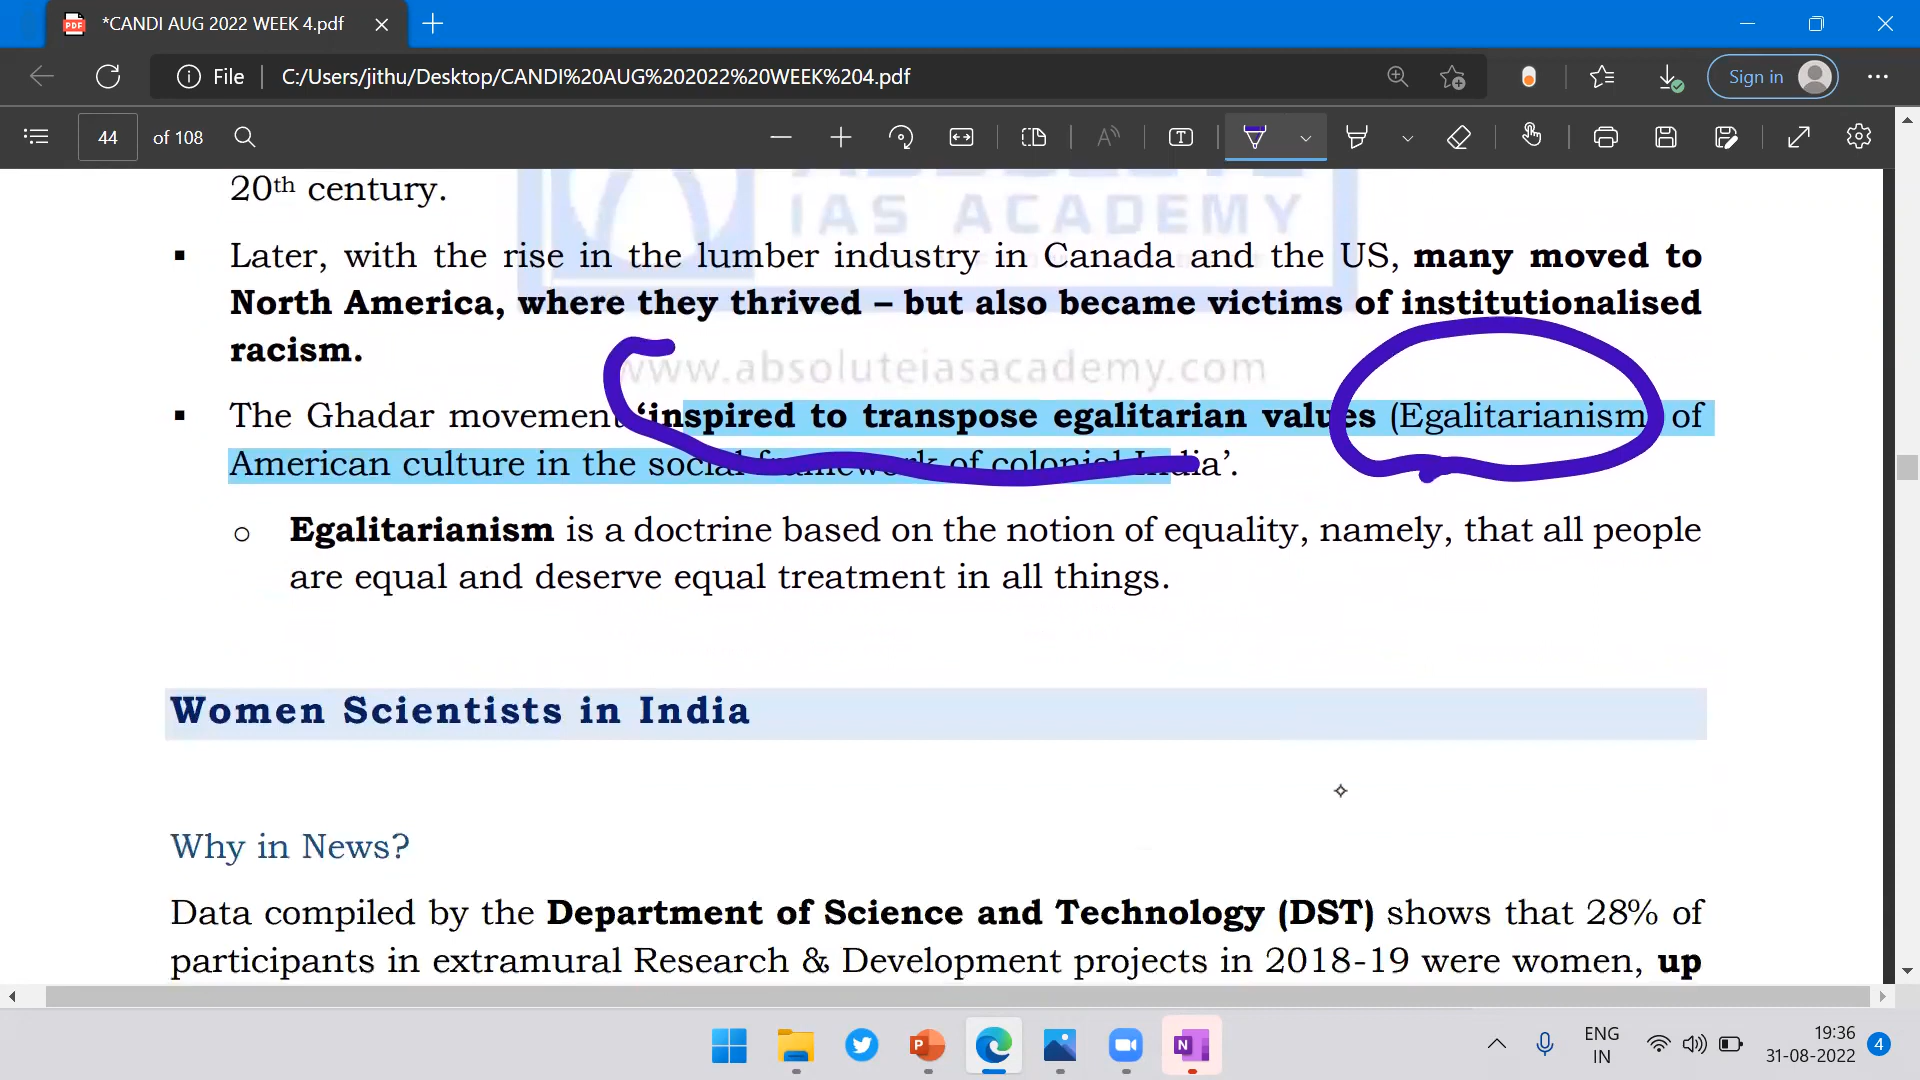 *CANDI AUG 2022 WEEK 4.pdf
File
C:/Users/jithu/Desktop/CANDI%20AUG%202022%20WEEK%204.pdf
Sign in
44 of 108
IAS ACADEMY
20th century.
▪ Later, with the rise in the lumber industry in Canada and the US, many moved to
North America, where they thrived – but also became victims of institutionalised
racism.
www.absoluteiasacademy.com
▪ The Ghadar movement ‘inspired to transpose egalitarian values (Egalitarianism) of
American culture in the social framework of colonial India’.
o Egalitarianism is a doctrine based on the notion of equality, namely, that all people
are equal and deserve equal treatment in all things.
Women Scientists in India
Why in News?
Data compiled by the Department of Science and Technology (DST) shows that 28% of
participants in extramural Research & Development projects in 2018-19 were women, up
ENG
IN
19:36
31-08-2022
4